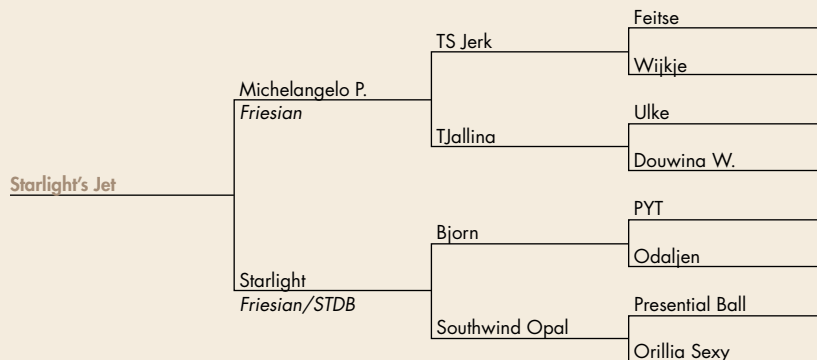 Feitse
TS Jerk
Wijkje
Michelangelo P.
Friesian
Ulke
TJallina
Douwina W.
Starlight's Jet
PYT
Bjorn
Odaljen
Starlight
Friesian/STDB
Presential Ball
Southwind Opal
Orillia Sexy